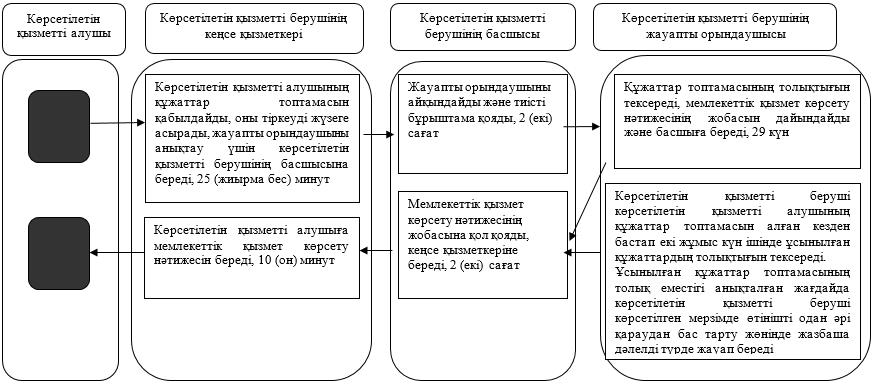 Көрсетілетін
қызметті алушы
Көрсетілетін қызметті берушінің
кеңсе қызметкері
Көрсетілетін қызметті
берушінің басшысы
Көрсетілетін қызметті берушінің
жауапты орындаушысы
Көрсетілетін қызметті алушының
құжаттар топтамасын
қабылдайды, оны тіркеуді жүзеге
асырады, жауапты орындаушыны
анықтау үшін көрсетілетін
қызметті берушінің басшысына
береді, 25 (жиырма бес) минут
Жауапты орындаушыны
айқындайды және тиісті
бұрыштама қояды, 2 (екі)
сағат
Құжаттар топтамасының толықтығын
тексереді, мемлекеттік қызмет көрсету
нәтижесінің жобасын дайындайды
және басшыға береді, 29 күн
Көрсетілетін қызметті алушыға
мемлекеттік қызмет көрсету
нәтижесін береді, 10 (он) минут
Мемлекеттік қызмет
көрсету нәтижесінің
жобасына қол қояды,
кеңсе қызметкеріне
береді, 2 (екі) сағат
Көрсетілетін қызметті беруші
көрсетілетін қызметті алушының
құжаттар топтамасын алған кезден
бастап екі жұмыс күн ішінде ұсынылған
құжаттардың толықтығын тексереді.
Ұсынылған құжаттар топтамасының
толық еместігі анықталған жағдайда
көрсетілетін қызметті беруші
көрсетілген мерзімде өтінішті одан әрі
қараудан бас тарту жөнінде жазбаша
дәлелді түрде жауап береді